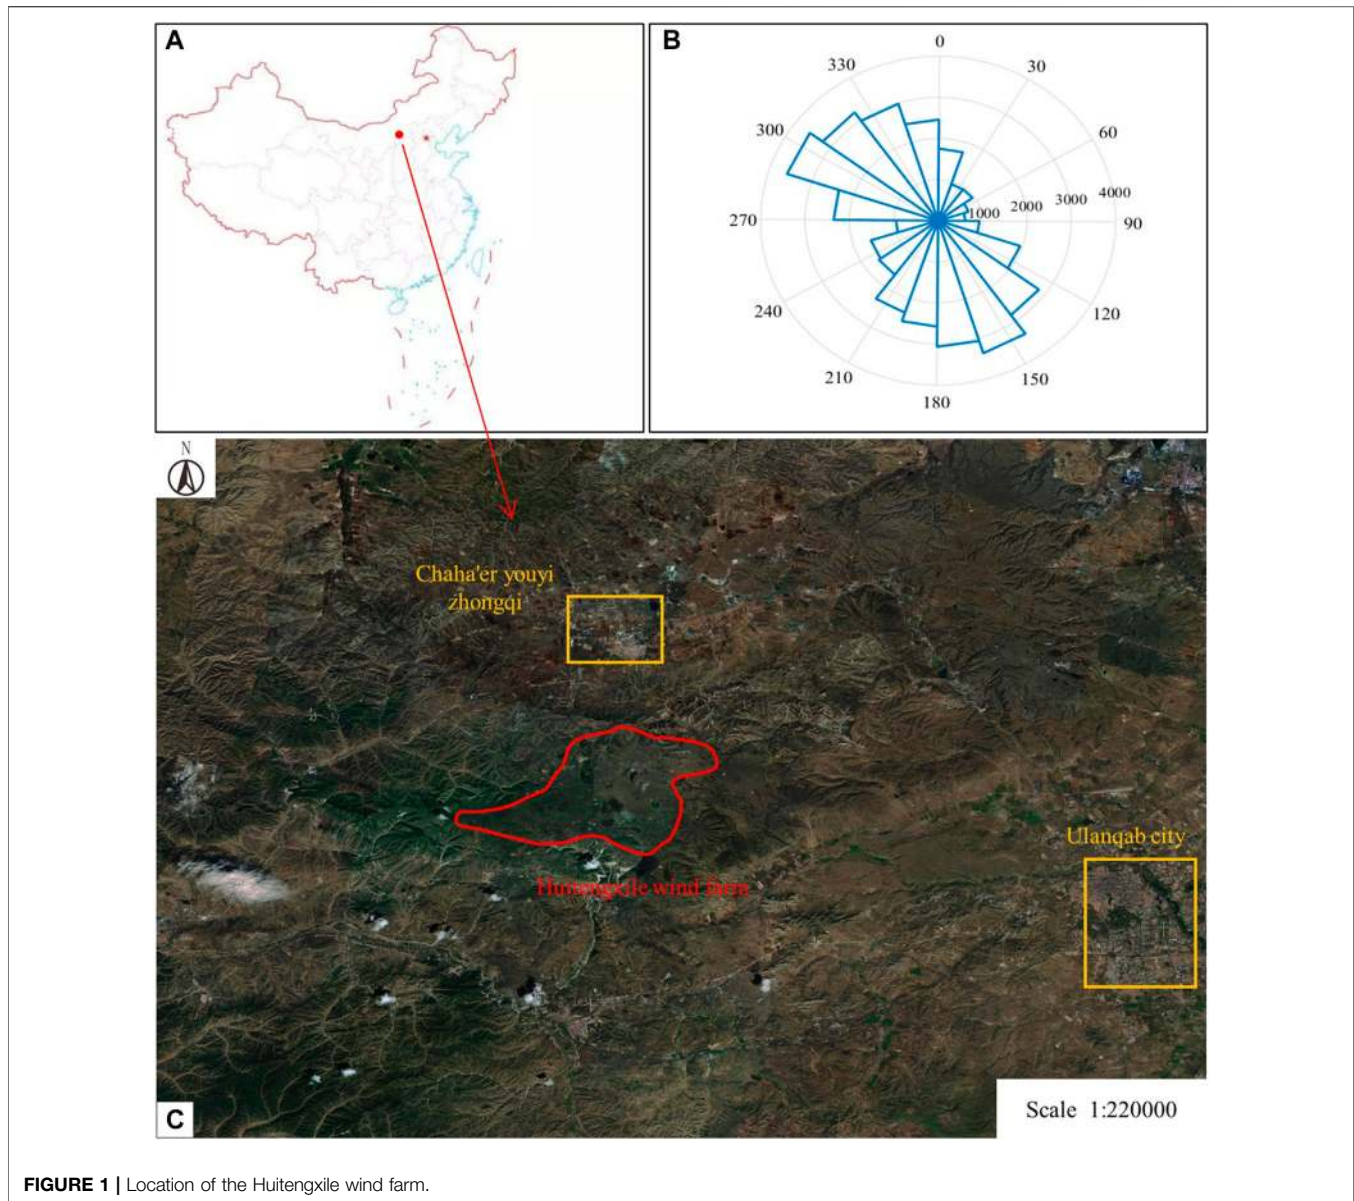 A
B
0
30
60
90
120
150
180
210
240
270
300
330
1000
2000
3000
4000
N
Chaha'er youyi
zhongqi
Ulanqab city
Huitengxile wind farm
C
Scale 1:220000
FIGURE 1 | Location of the Huitengxile wind farm.